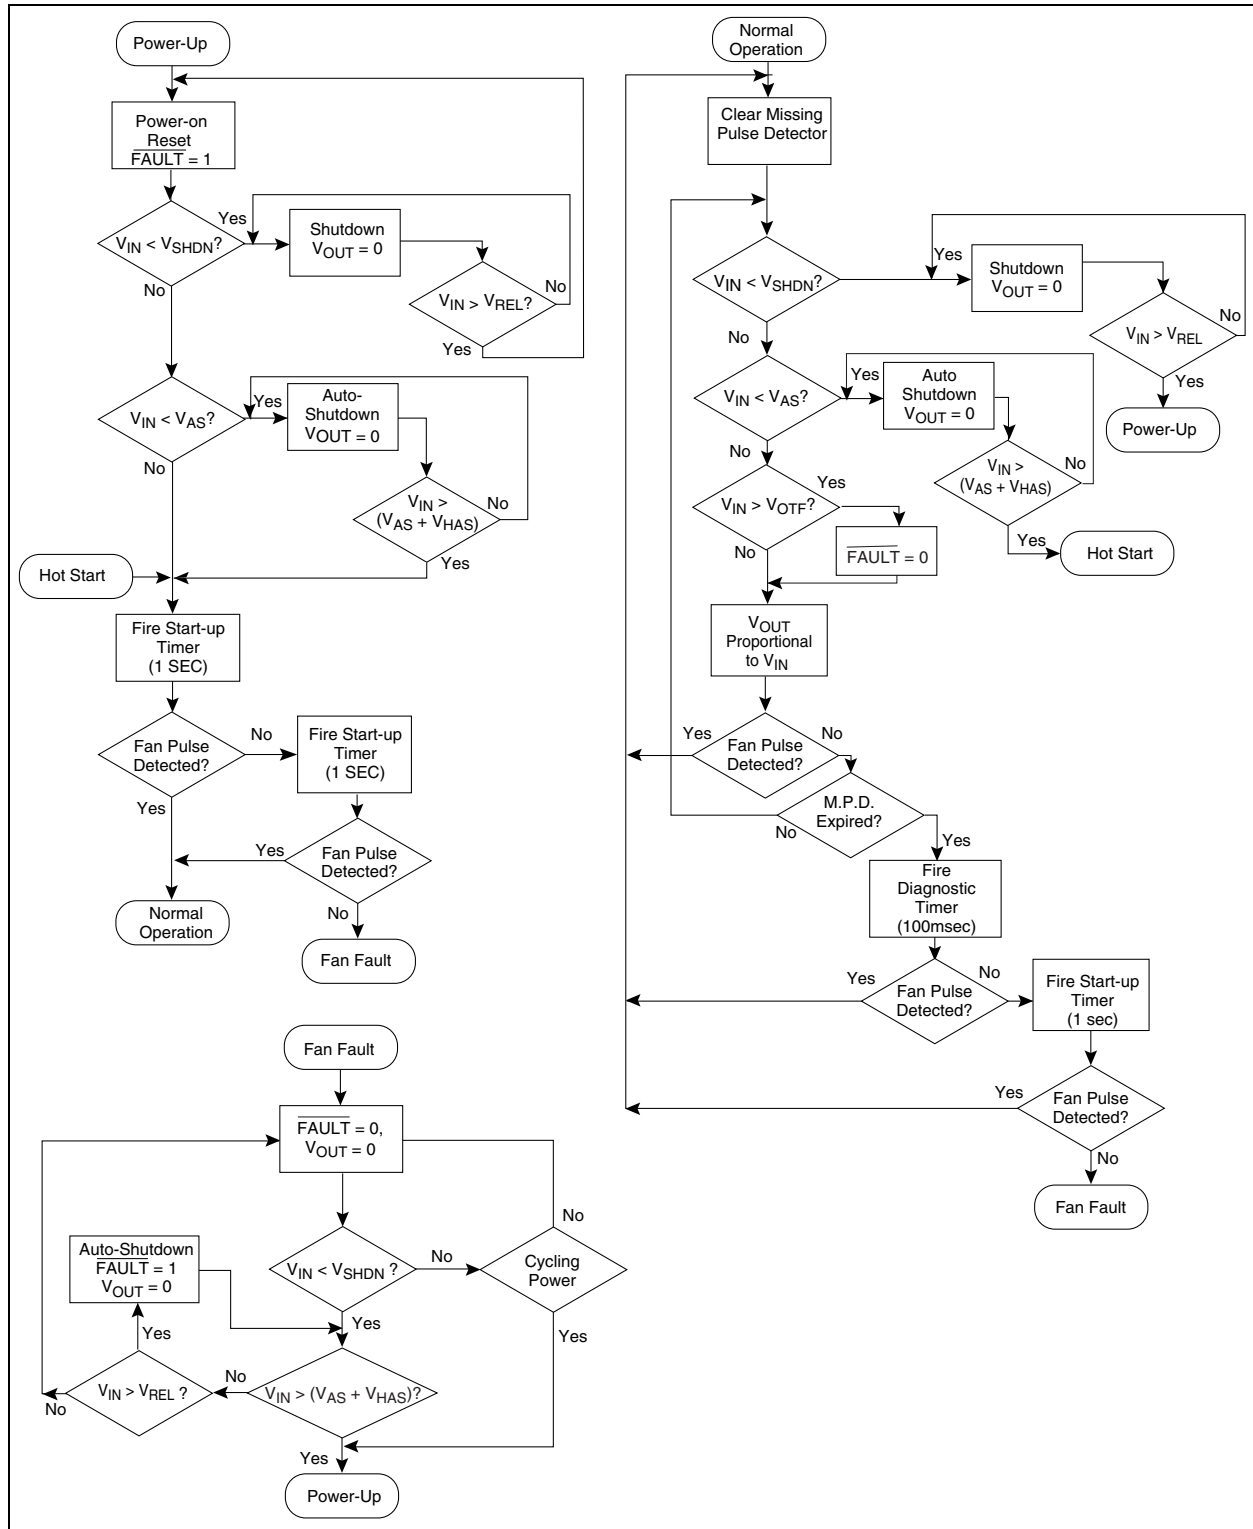 Power-Up
Power-on
Reset
FAULT = 1
VIN < VSHDN?
Yes
Shutdown
VOUT = 0
VIN > VREL?
No
Yes
No
VIN < VAS?
Yes
Auto-
Shutdown
VOUT = 0
VIN >
(VAS + VHAS)
No
Yes
No
Hot Start
Fire Start-up
Timer
(1 SEC)
Fan Pulse
Detected?
No
Fire Start-up
Timer
(1 SEC)
Yes
Fan Pulse
Detected?
Yes
No
Normal
Operation
Fan Fault
Fan Fault
FAULT = 0,
VOUT = 0
VIN < VSHDN ?
No
Cycling
Power
No
Yes
Auto-Shutdown
FAULT = 1
VOUT = 0
Yes
Yes
VIN > VREL ?
No
No
VIN > (VAS + VHAS)?
Yes
Power-Up
Normal
Operation
Clear Missing
Pulse Detector
VIN < VSHDN?
Yes
Shutdown
VOUT = 0
VIN > VREL
No
Yes
Power-Up
No
VIN < VAS?
Yes
Auto
Shutdown
VOUT = 0
VIN >
(VAS + VHAS)
No
Yes
Hot Start
No
VIN > VOTF?
Yes
FAULT = 0
No
VOUT
Proportional
to VIN
Fan Pulse
Detected?
Yes
No
M.P.D.
Expired?
No
Yes
Fire
Diagnostic
Timer
(100msec)
Fan Pulse
Detected?
Yes
No
Fire Start-up
Timer
(1 sec)
Fan Pulse
Detected?
Yes
No
Fan Fault